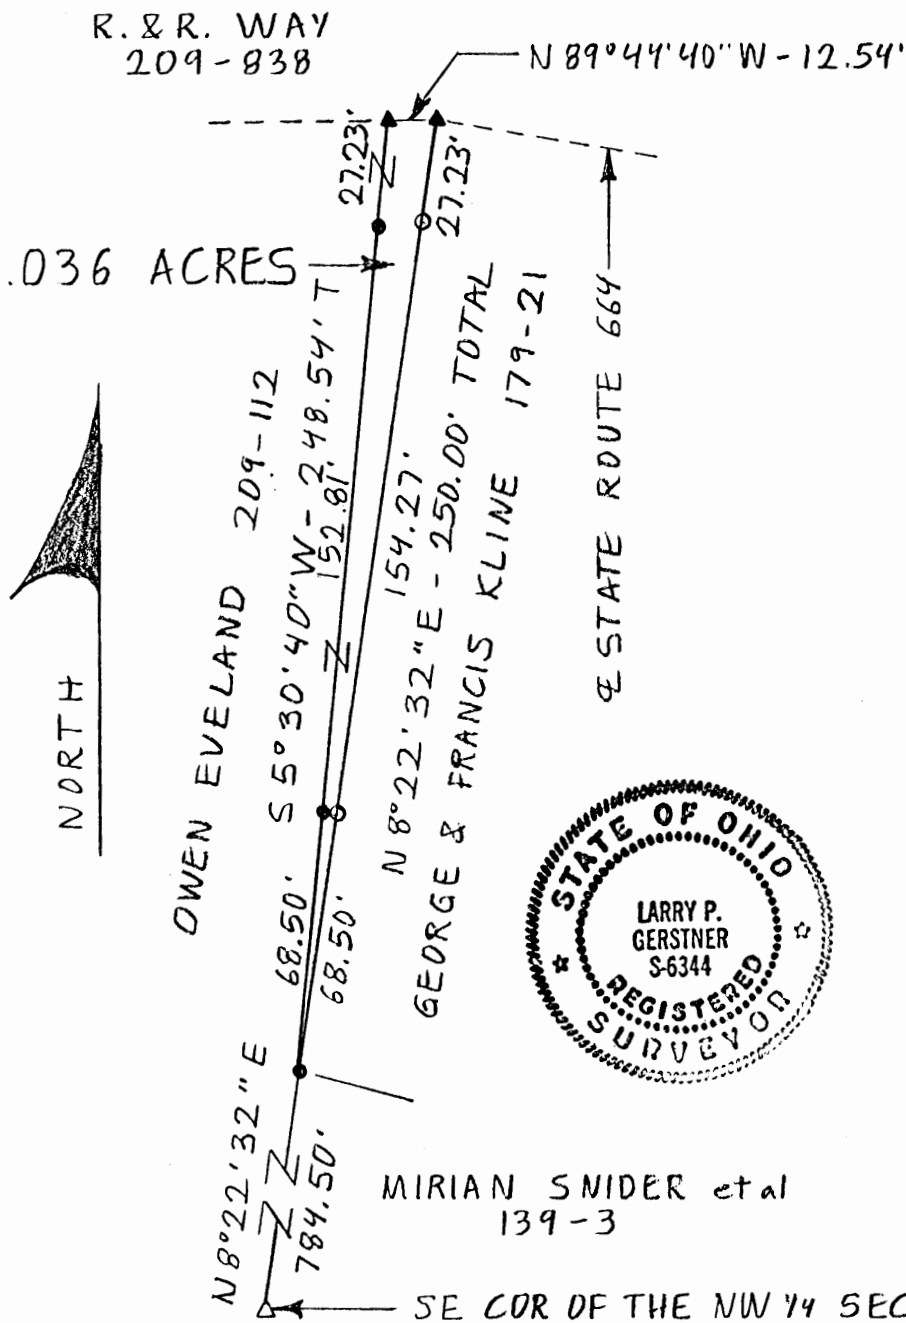 R. & R. WAY
209-838
N 89°44'40" W - 12.54'
27.23'
27.23'
.036 ACRES
OWEN EVELAND 209-112
S 5°30'40" W - 248.54' T
152.81'
154.27'
N 8°22'32" E - 250.00' TOTAL
GEORGE & FRANCIS KLINE 179-21
℄ STATE ROUTE 664
NORTH
68.50'
68.50'
STATE OF OHIO
LARRY P.
GERSTNER
S-6344
REGISTERED
SURVEYOR
N 8°22'32" E
784.50'
MIRIAN SNIDER et al
139-3
SE COR OF THE NW 1/4 SEC